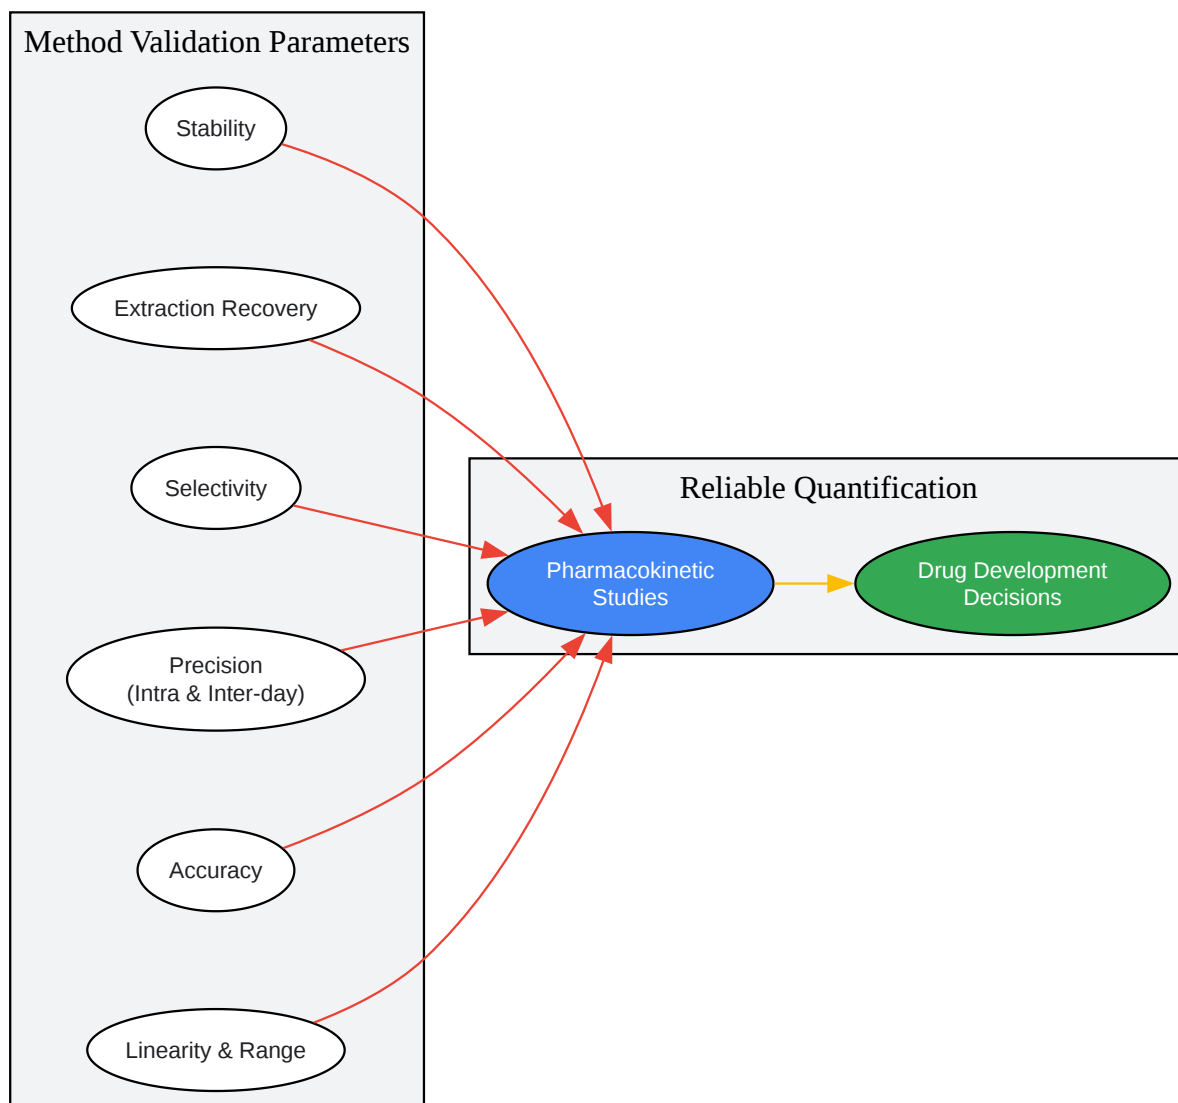 Method Validation Parameters
Stability
Extraction Recovery
Selectivity
Precision
(Intra & Inter-day)
Accuracy
Linearity & Range
Reliable Quantification
Pharmacokinetic
Studies
Drug Development
Decisions